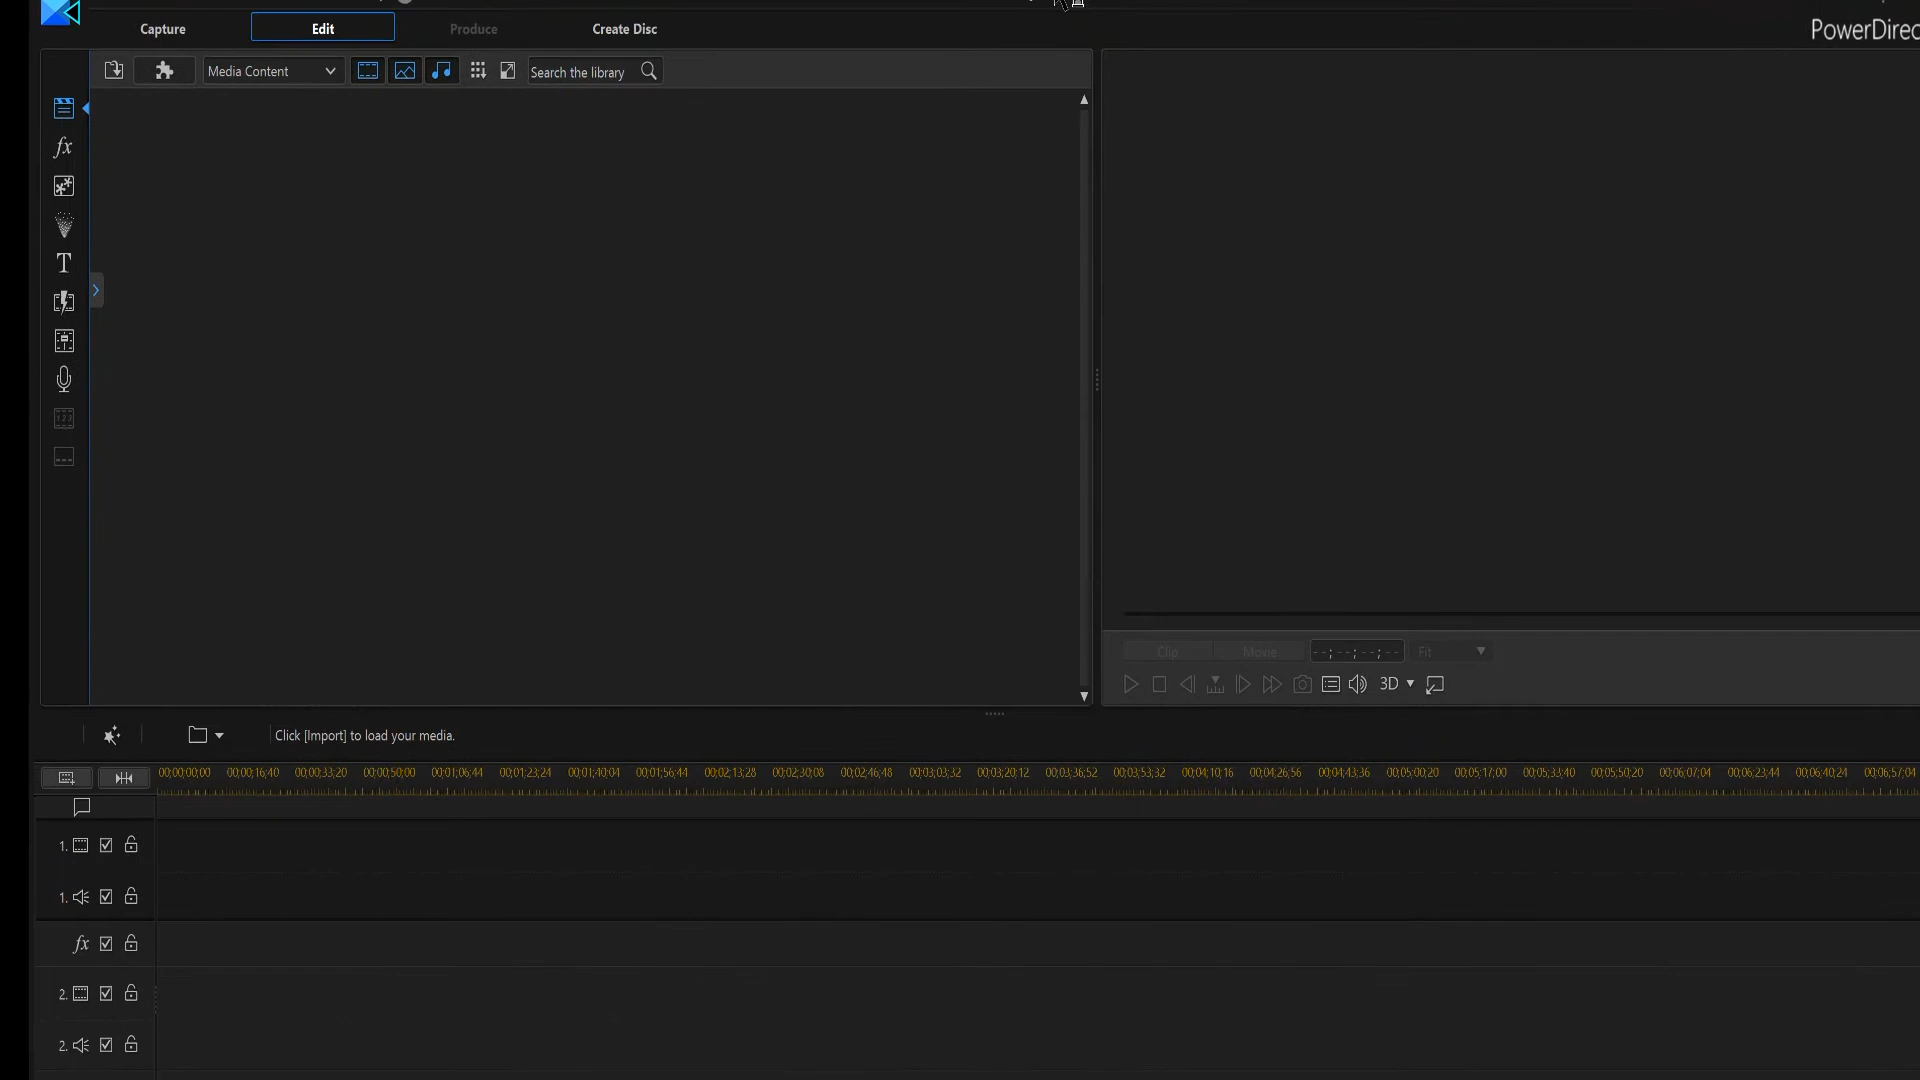 Capture
Edit
Produce
Create Disc
PowerDirec
Media Content
Search the library
fx
T
Clip
Movie
--;--;--;--
Fit
3D
Click [Import] to load your media.
00;00;00;00 00;00;16;40 00;00;33;20 00;00;50;00 00;01;06;44 00;01;23;24 00;01;40;04 00;01;56;44 00;02;13;28 00;02;30;08 00;02;46;48 00;03;03;32 00;03;20;12 00;03;36;52 00;03;53;32 00;04;10;16 00;04;26;56 00;04;43;36 00;05;00;20 00;05;17;00 00;05;33;40 00;05;50;20 00;06;07;04 00;06;23;44 00;06;40;24 00;06;57;04
1.
1.
fx
2.
2.